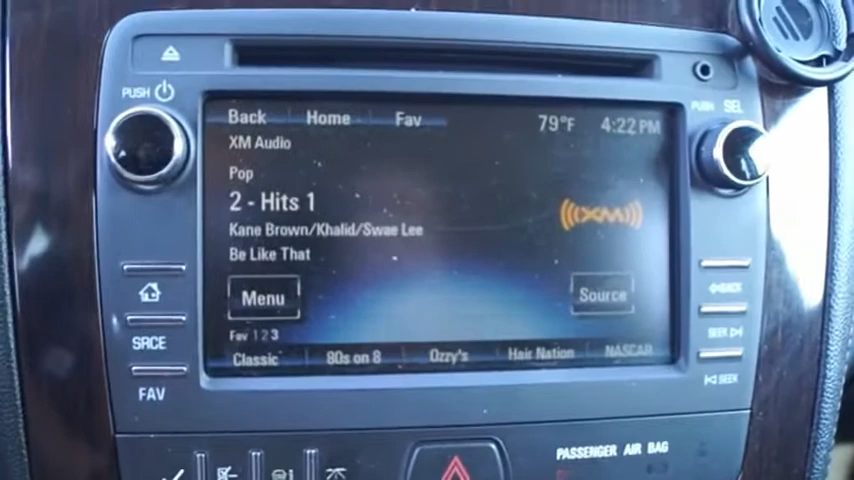 PUSH
PUSH SEL
Back Home Fav 79°F 4:22 PM
XM Audio
Pop
2 - Hits 1
((XM))
Kane Brown/Khalid/Swae Lee
Be Like That
Menu Source
BACK
SRCE
SEEK
Fav 1 2 3
Classic 80s on 8 Ozzy's Hair Nation NASCAR
FAV
SEEK
PASSENGER AIR BAG